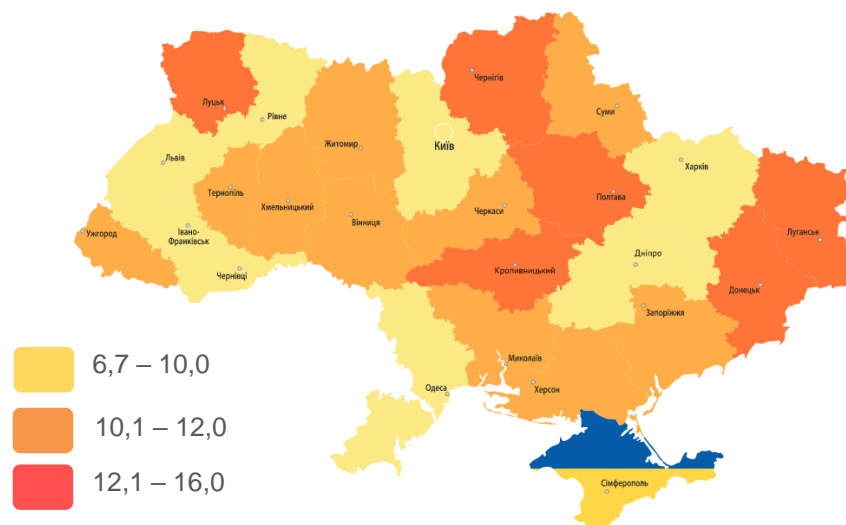 Чернігів
Луцьк
Суми
Рівне
Київ
Житомир
Львів
Харків
Тернопіль
Полтава
Хмельницький
Черкаси
Вінниця
Луганськ
Ужгород
Івано-
Франківськ
Дніпро
Чернівці
Кропивницький
Донецьк
Запоріжжя
Миколаїв
6,7 – 10,0
Одеса
Херсон
10,1 – 12,0
12,1 – 16,0
Сімферополь